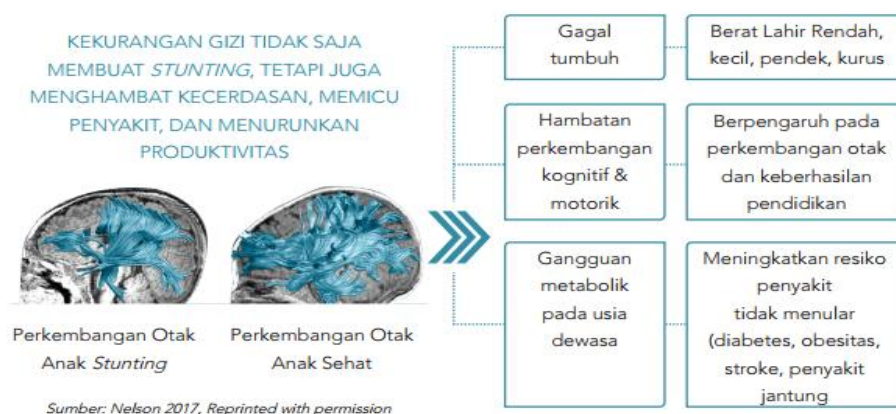 KEKURANGAN GIZI TIDAK SAJA
MEMBUAT STUNTING, TETAPI JUGA
MENGHAMBAT KECERDASAN, MEMICU
PENYAKIT, DAN MENURUNKAN
PRODUKTIVITAS
Perkembangan Otak
Anak Stunting
Perkembangan Otak
Anak Sehat
Sumber: Nelson 2017, Reprinted with permission
Gagal
tumbuh
Berat Lahir Rendah,
kecil, pendek, kurus
Hambatan
perkembangan
kognitif &
motorik
Berpengaruh pada
perkembangan otak
dan keberhasilan
pendidikan
Gangguan
metabolik
pada usia
dewasa
Meningkatkan resiko
penyakit
tidak menular
(diabetes, obesitas,
stroke, penyakit
jantung